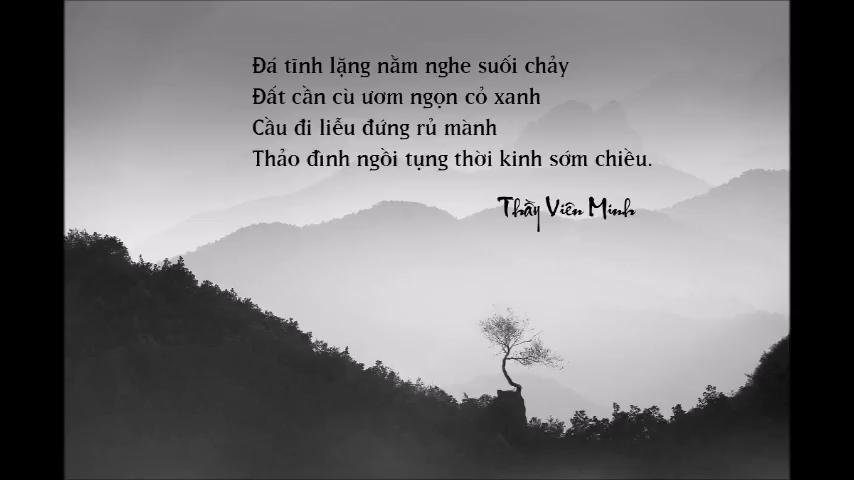 Đá tĩnh lặng nằm nghe suối chảy
Đất cần cù ươm ngọn cỏ xanh
Cầu đi liễu đứng rủ mành
Thảo đình ngồi tụng thời kinh sớm chiều.
Thầy Viên Minh